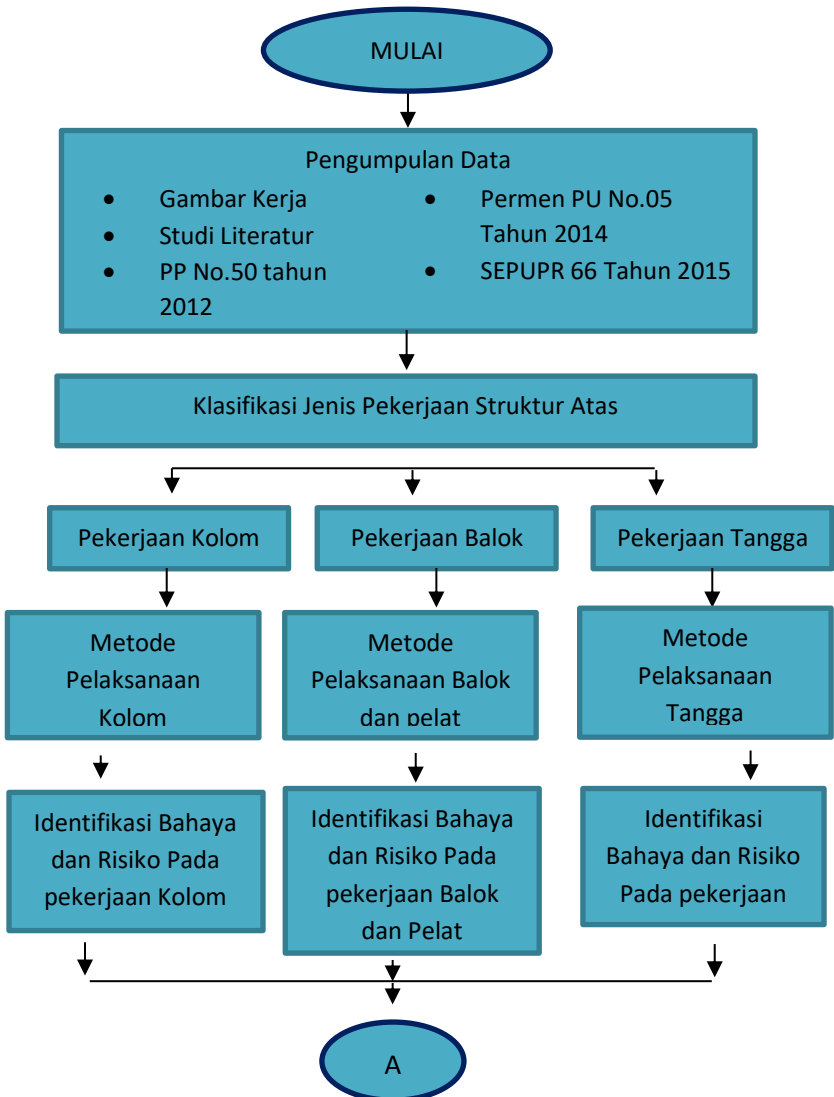 MULAI
Pengumpulan Data
• Gambar Kerja
• Studi Literatur
• PP No.50 tahun
2012
• Permen PU No.05
Tahun 2014
• SEPUPR 66 Tahun 2015
Klasifikasi Jenis Pekerjaan Struktur Atas
Pekerjaan Kolom
Pekerjaan Balok
Pekerjaan Tangga
Metode
Pelaksanaan
Kolom
Metode
Pelaksanaan Balok
dan pelat
Metode
Pelaksanaan
Tangga
Identifikasi Bahaya
dan Risiko Pada
pekerjaan Kolom
Identifikasi Bahaya
dan Risiko Pada
pekerjaan Balok
dan Pelat
Identifikasi
Bahaya dan Risiko
Pada pekerjaan
A